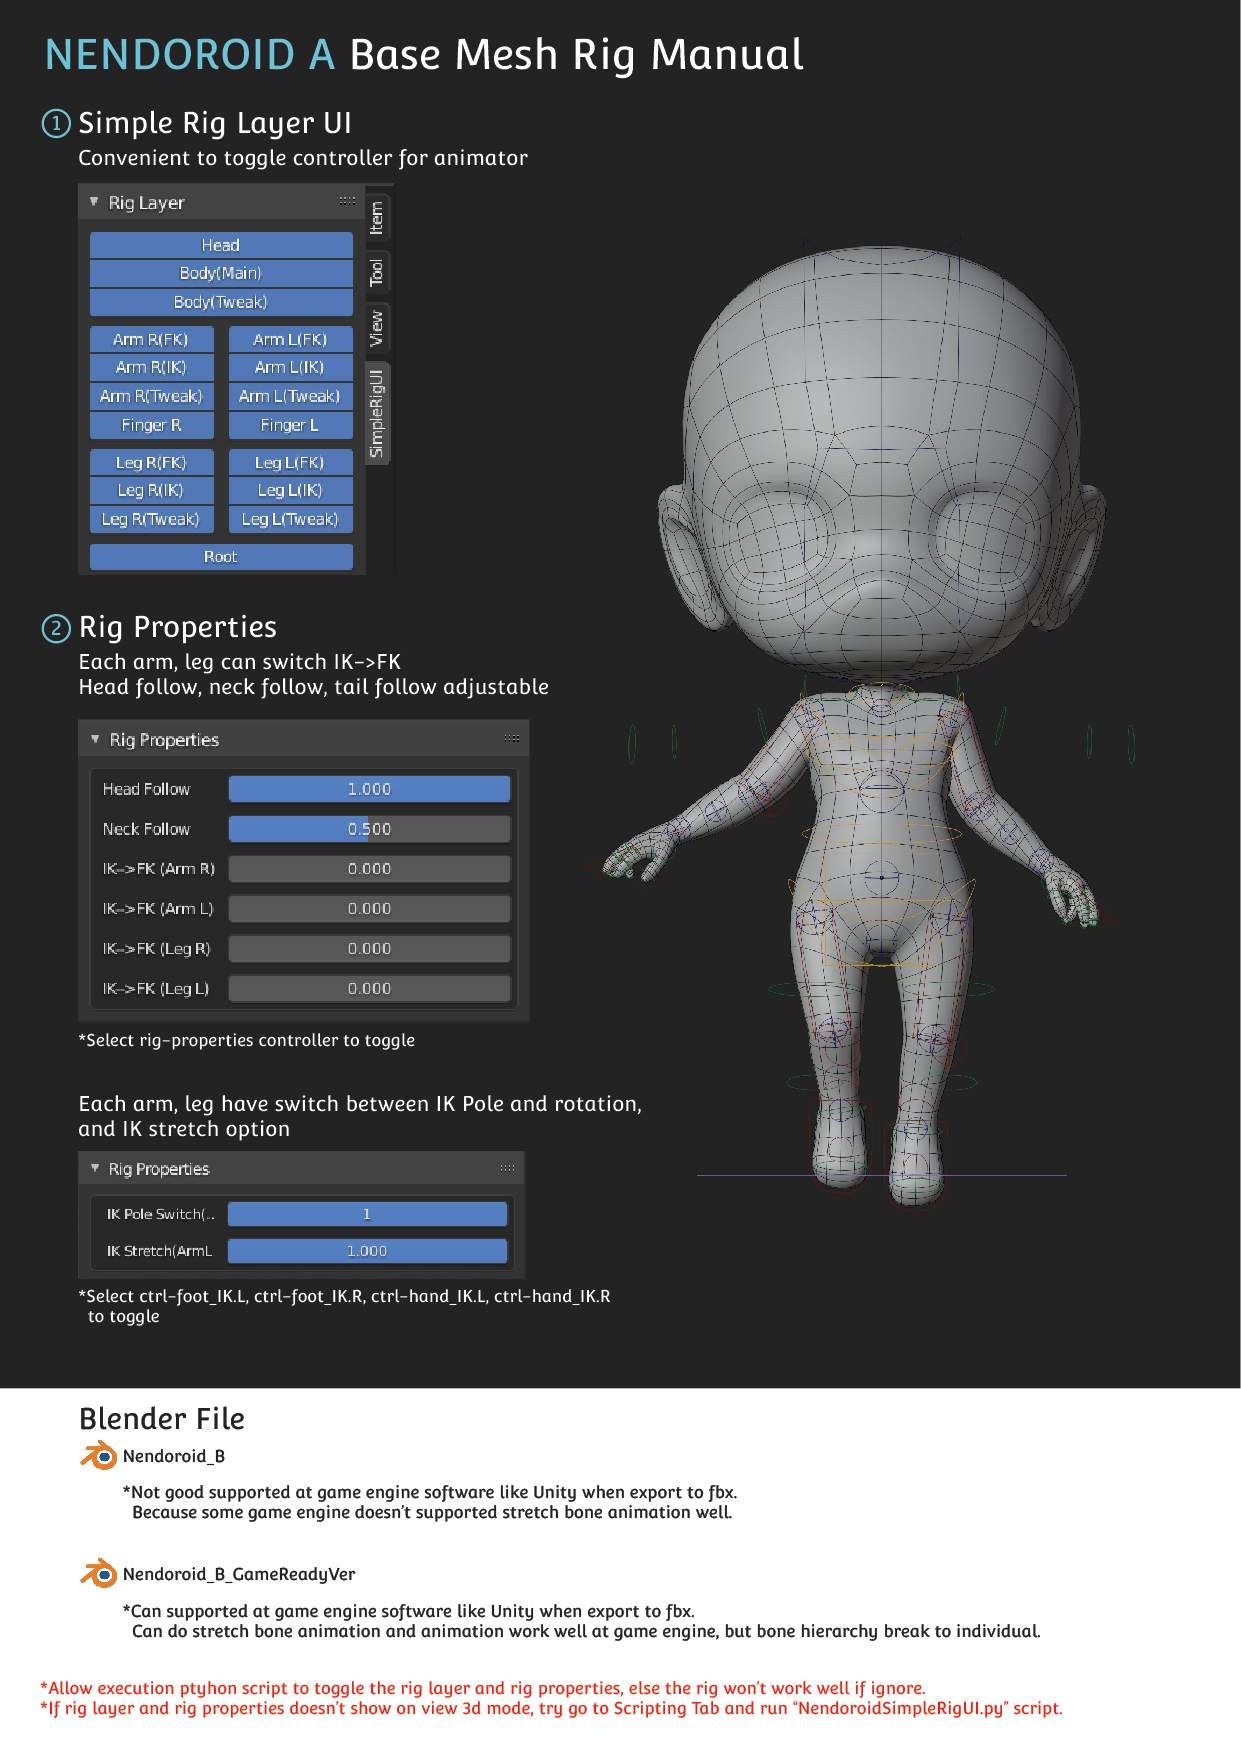 NENDOROID A Base Mesh Rig Manual
1 Simple Rig Layer UI
Convenient to toggle controller for animator
Rig Layer
Head
Body(Main)
Body(Tweak)
Arm R(FK) Arm L(FK)
Arm R(IK) Arm L(IK)
Arm R(Tweak) Arm L(Tweak)
Finger R Finger L
Leg R(FK) Leg L(FK)
Leg R(IK) Leg L(IK)
Leg R(Tweak) Leg L(Tweak)
Root
Item
Tool
View
SimpleRigUI
2 Rig Properties
Each arm, leg can switch IK->FK
Head follow, neck follow, tail follow adjustable
Rig Properties
Head Follow 1.000
Neck Follow 0.500
IK-->FK (Arm R) 0.000
IK-->FK (Arm L) 0.000
IK-->FK (Leg R) 0.000
IK-->FK (Leg L) 0.000
*Select rig-properties controller to toggle
Each arm, leg have switch between IK Pole and rotation,
and IK stretch option
Rig Properties
IK Pole Switch(.. 1
IK Stretch(ArmL 1.000
*Select ctrl-foot_IK.L, ctrl-foot_IK.R, ctrl-hand_IK.L, ctrl-hand_IK.R
to toggle
Blender File
Nendoroid_B
*Not good supported at game engine software like Unity when export to fbx.
Because some game engine doesn't supported stretch bone animation well.
Nendoroid_B_GameReadyVer
*Can supported at game engine software like Unity when export to fbx.
Can do stretch bone animation and animation work well at game engine, but bone hierarchy break to individual.
*Allow execution ptyhon script to toggle the rig layer and rig properties, else the rig won't work well if ignore.
*If rig layer and rig properties doesn't show on view 3d mode, try go to Scripting Tab and run "NendoroidSimpleRigUI.py" script.